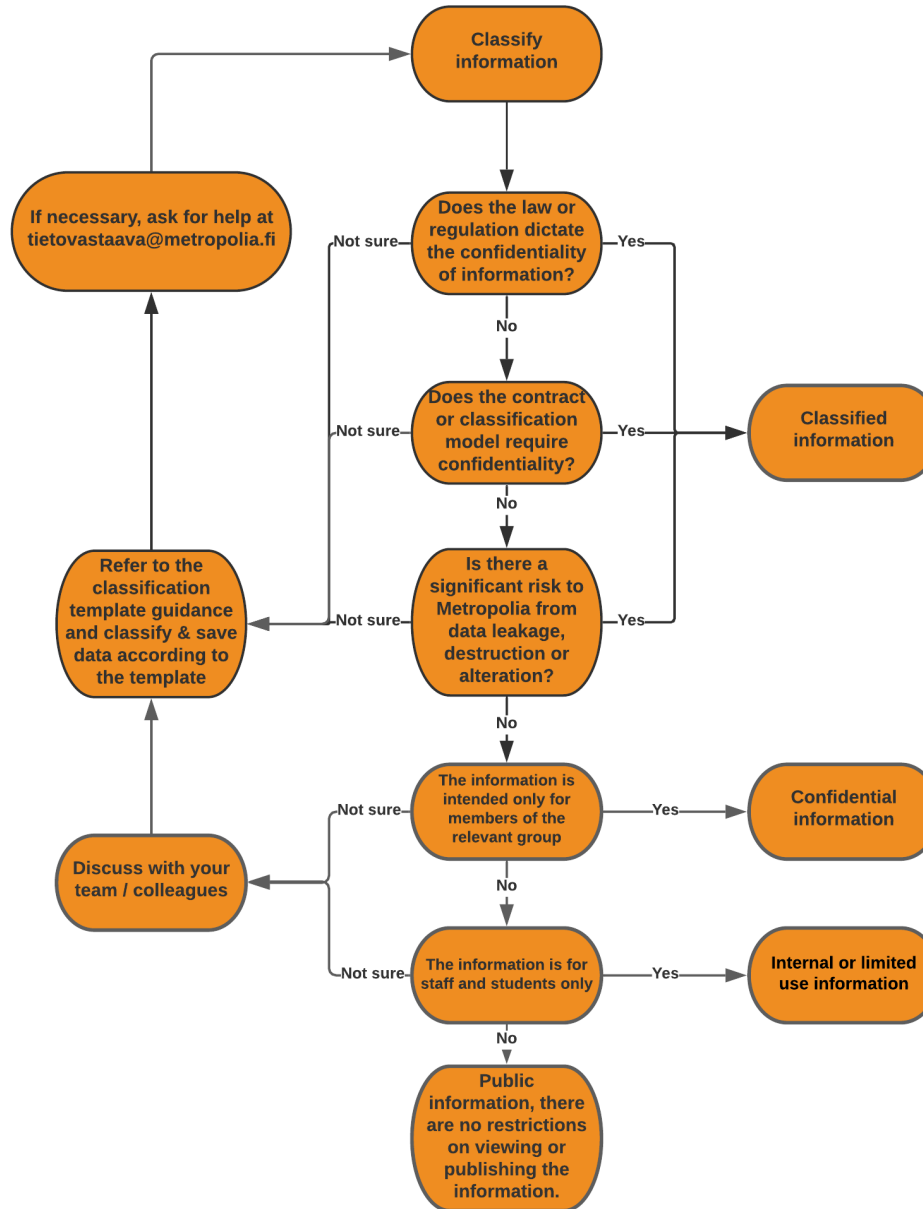 Classify
information
If necessary, ask for help at
tietovastaava@metropolia.fi
Does the law or
regulation dictate
the confidentiality
of information?
Not sure
Yes
No
Does the contract
or classification
model require
confidentiality?
Not sure
Yes
Classified
information
No
Refer to the
classification
template guidance
and classify & save
data according to
the template
Is there a
significant risk to
Metropolia from
data leakage,
destruction or
alteration?
Not sure
Yes
No
The information is
intended only for
members of the
relevant group
Not sure
Yes
Confidential
information
Discuss with your
team / colleagues
No
The information is for
staff and students only
Not sure
Yes
Internal or limited
use information
No
Public
information, there
are no restrictions
on viewing or
publishing the
information.